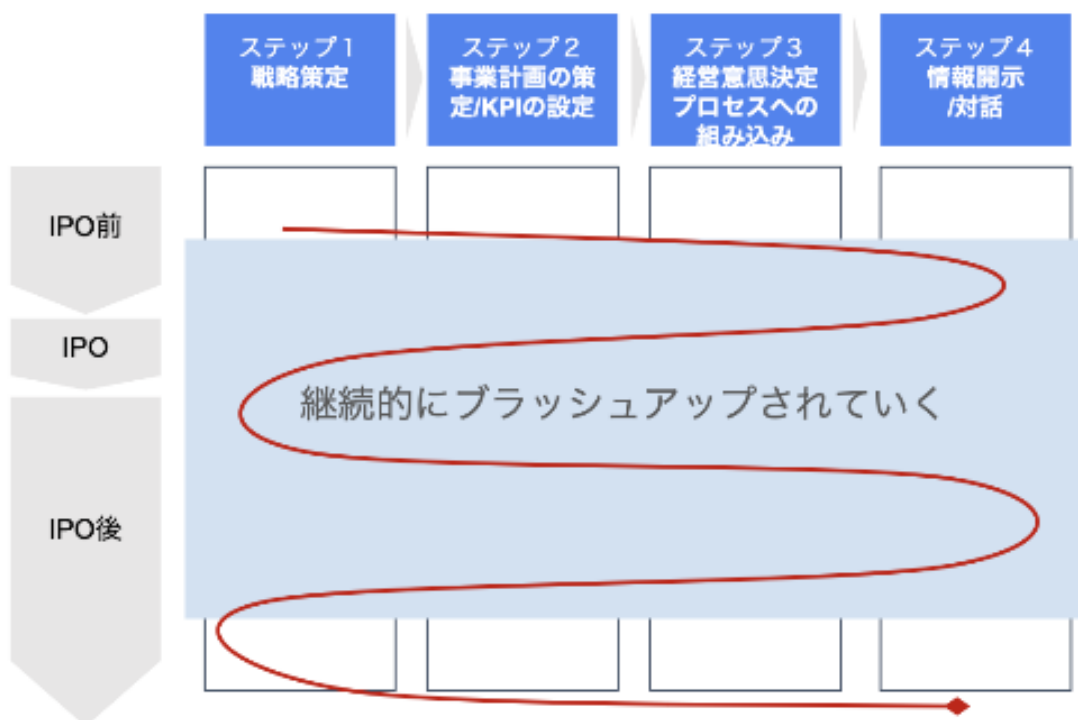 ステップ１
戦略策定
ステップ２
事業計画の策
定/KPIの設定
ステップ３
経営意思決定
プロセスへの
組み込み
ステップ４
情報開示
/対話
IPO前
IPO
継続的にブラッシュアップされていく
IPO後